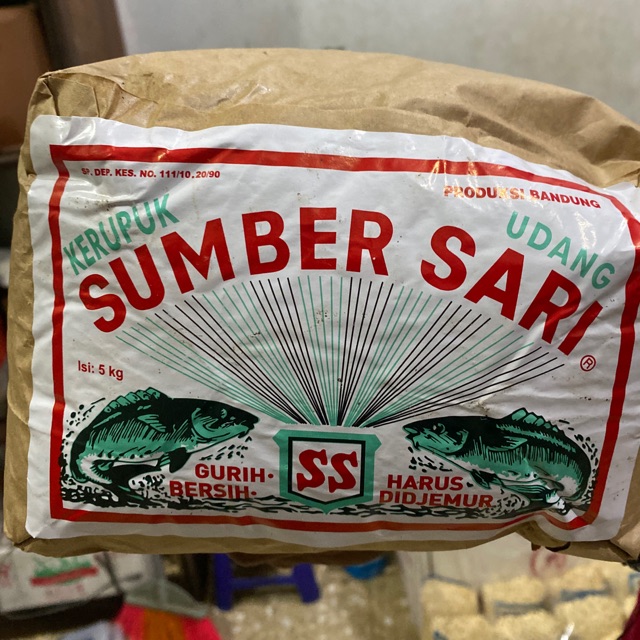 SP. DEP. KES. NO. 111/10.20/90
PRODUKSI BANDUNG
KERUPUK
UDANG
SUMBER SARI
®
Isi: 5 kg
GURIH·
BERSIH·
SS
HARUS
DIDJEMUR